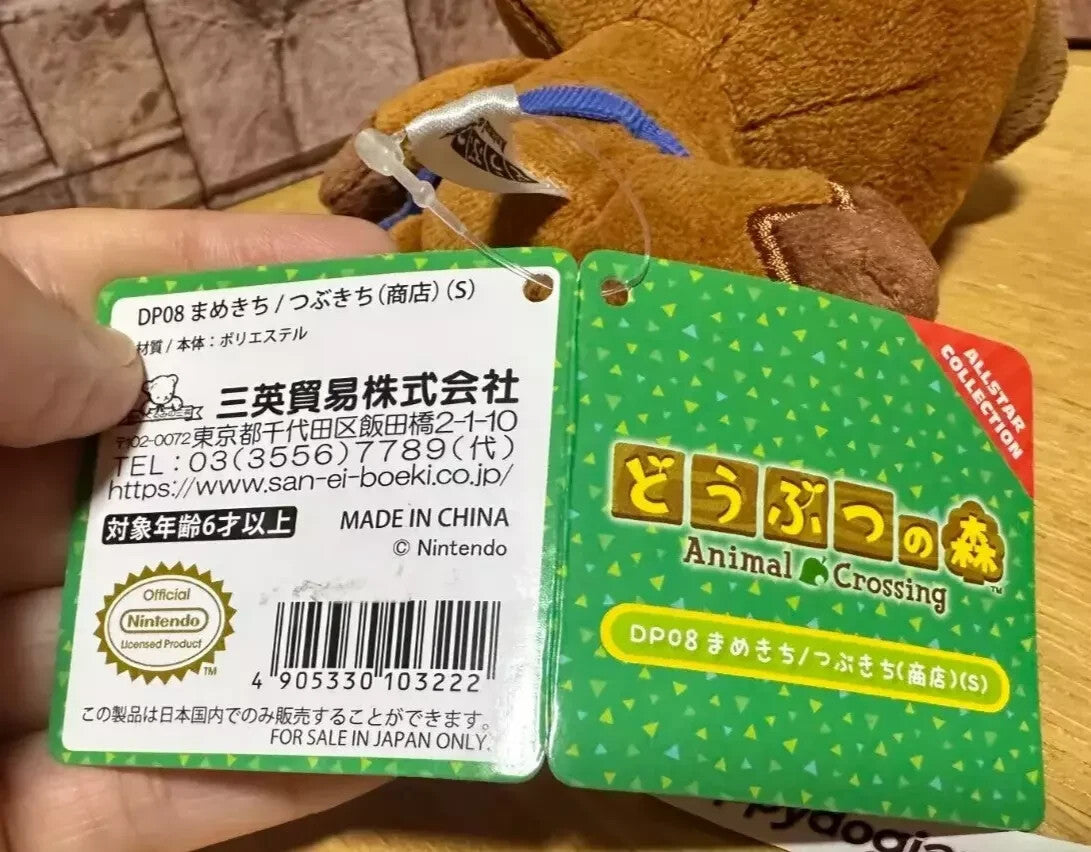 DP08 まめきち/つぶきち(商店)(S)
材質/本体:ポリエステル
三英貿易株式会社
〒102-0072 東京都千代田区飯田橋2-1-10
TEL:03(3556)7789(代)
https://www.san-ei-boeki.co.jp/
対象年齢6才以上
MADE IN CHINA
© Nintendo
Official
Nintendo
Licensed Product
TM
4 905330 103222
この製品は日本国内でのみ販売することができます。
FOR SALE IN JAPAN ONLY.
ALLSTAR
COLLECTION
どうぶつの森
Animal Crossing
TM
DP08 まめきち/つぶきち(商店)(S)